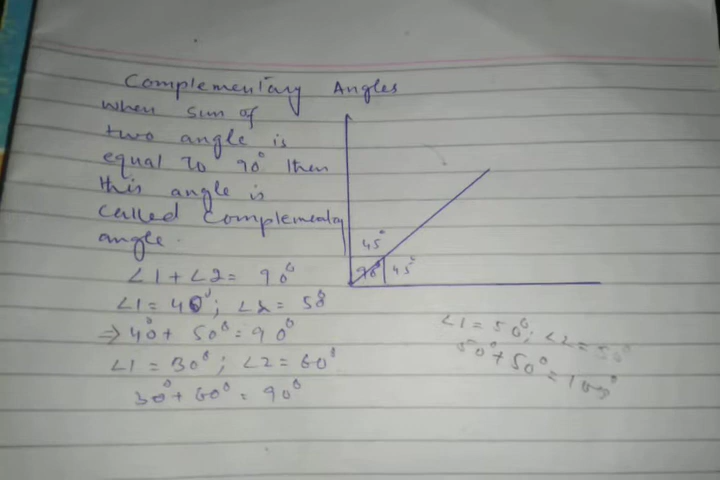 Complementary Angles
when sum of
two angle is
equal to 90° then
this angle is
called complementary
angle.
∠1 + ∠2 = 90°
∠1 = 40°; ∠2 = 50
⇒ 40 + 50° = 90°
∠1 = 30°; ∠2 = 60°
30° + 60° = 90°
45°
90° 45°
∠1 = 50°; ∠2 = 50°
50° + 50° = 100°